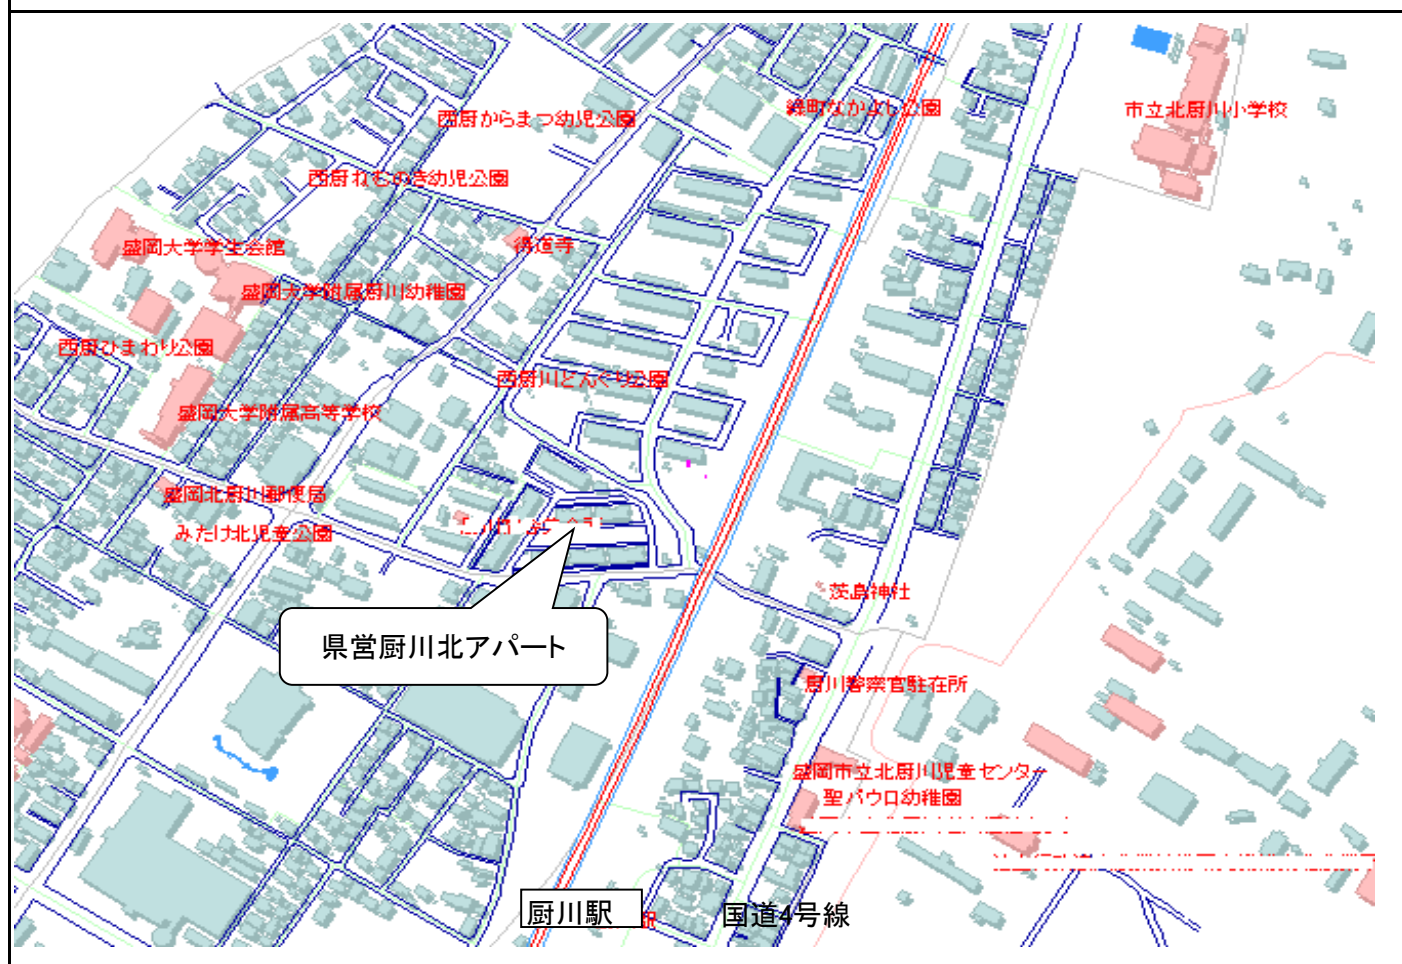 緑町なかよし公園
市立北厨川小学校
西厨からまつ幼児公園
西厨ねむのき幼児公園
盛岡大学学生会館
得道寺
盛岡大学附属厨川幼稚園
西厨ひまわり公園
西厨川どんぐり公園
盛岡大学附属高等学校
盛岡北厨川郵便局
みたけ北児童公園
茨島神社
県営厨川北アパート
厨川警察官駐在所
盛岡市立北厨川児童センター
聖パウロ幼稚園
厨川駅
駅
国道4号線